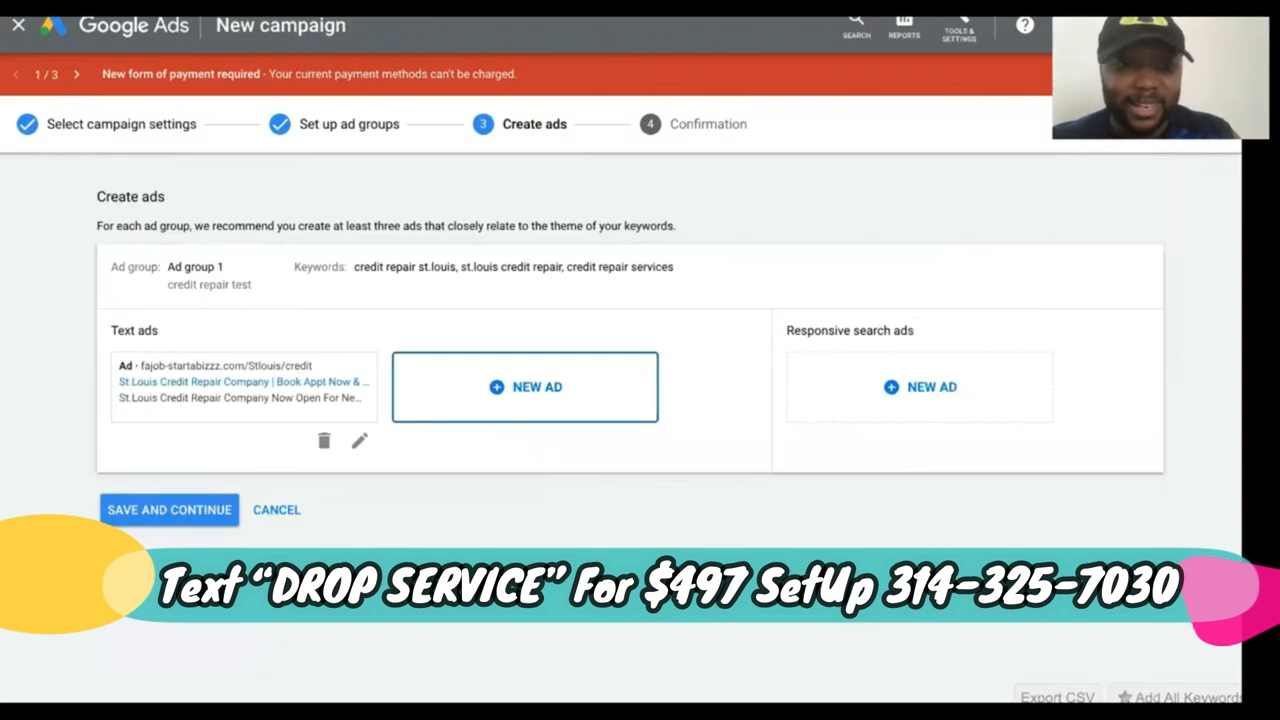 Google Ads New campaign
SEARCH REPORTS TOOLS & SETTINGS
1 / 3 New form of payment required - Your current payment methods can't be charged.
Select campaign settings Set up ad groups 3 Create ads 4 Confirmation
Create ads
For each ad group, we recommend you create at least three ads that closely relate to the theme of your keywords.
Ad group: Ad group 1 Keywords: credit repair st.louis, st.louis credit repair, credit repair services
credit repair test
Text ads Responsive search ads
Ad · fajob-startabizzz.com/Stlouis/credit
St.Louis Credit Repair Company | Book Appt Now & ...
St.Louis Credit Repair Company Now Open For Ne...
NEW AD NEW AD
SAVE AND CONTINUE CANCEL
Text “DROP SERVICE” For $497 SetUp 314-325-7030
Export CSV Add All Keywords